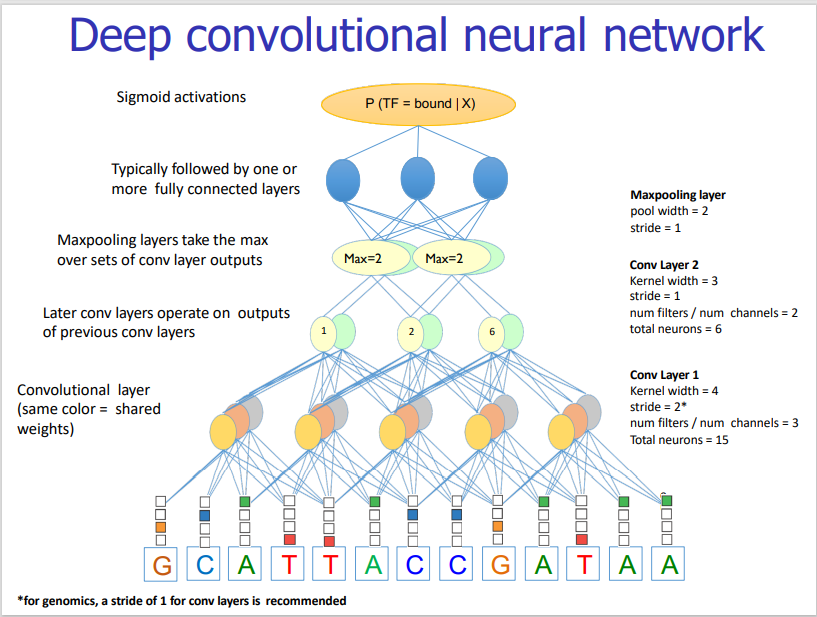 Deep convolutional neural network
Sigmoid activations
P (TF = bound | X)
Typically followed by one or
more fully connected layers
Maxpooling layers take the max
over sets of conv layer outputs
Max=2 Max=2
Later conv layers operate on outputs
of previous conv layers
1 2 6
Convolutional layer
(same color = shared
weights)
Maxpooling layer
pool width = 2
stride = 1
Conv Layer 2
Kernel width = 3
stride = 1
num filters / num channels = 2
total neurons = 6
Conv Layer 1
Kernel width = 4
stride = 2*
num filters / num channels = 3
Total neurons = 15
G C A T T A C C G A T A A
*for genomics, a stride of 1 for conv layers is recommended